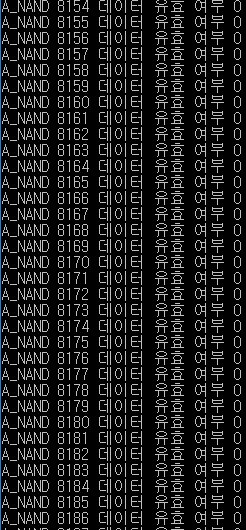 A_NAND 8154 데이터 유효 여부 0
A_NAND 8155 데이터 유효 여부 0
A_NAND 8156 데이터 유효 여부 0
A_NAND 8157 데이터 유효 여부 0
A_NAND 8158 데이터 유효 여부 0
A_NAND 8159 데이터 유효 여부 0
A_NAND 8160 데이터 유효 여부 0
A_NAND 8161 데이터 유효 여부 0
A_NAND 8162 데이터 유효 여부 0
A_NAND 8163 데이터 유효 여부 0
A_NAND 8164 데이터 유효 여부 0
A_NAND 8165 데이터 유효 여부 0
A_NAND 8166 데이터 유효 여부 0
A_NAND 8167 데이터 유효 여부 0
A_NAND 8168 데이터 유효 여부 0
A_NAND 8169 데이터 유효 여부 0
A_NAND 8170 데이터 유효 여부 0
A_NAND 8171 데이터 유효 여부 0
A_NAND 8172 데이터 유효 여부 0
A_NAND 8173 데이터 유효 여부 0
A_NAND 8174 데이터 유효 여부 0
A_NAND 8175 데이터 유효 여부 0
A_NAND 8176 데이터 유효 여부 0
A_NAND 8177 데이터 유효 여부 0
A_NAND 8178 데이터 유효 여부 0
A_NAND 8179 데이터 유효 여부 0
A_NAND 8180 데이터 유효 여부 0
A_NAND 8181 데이터 유효 여부 0
A_NAND 8182 데이터 유효 여부 0
A_NAND 8183 데이터 유효 여부 0
A_NAND 8184 데이터 유효 여부 0
A_NAND 8185 데이터 유효 여부 0
A_NAND 8186 데이터 유효 여부 0